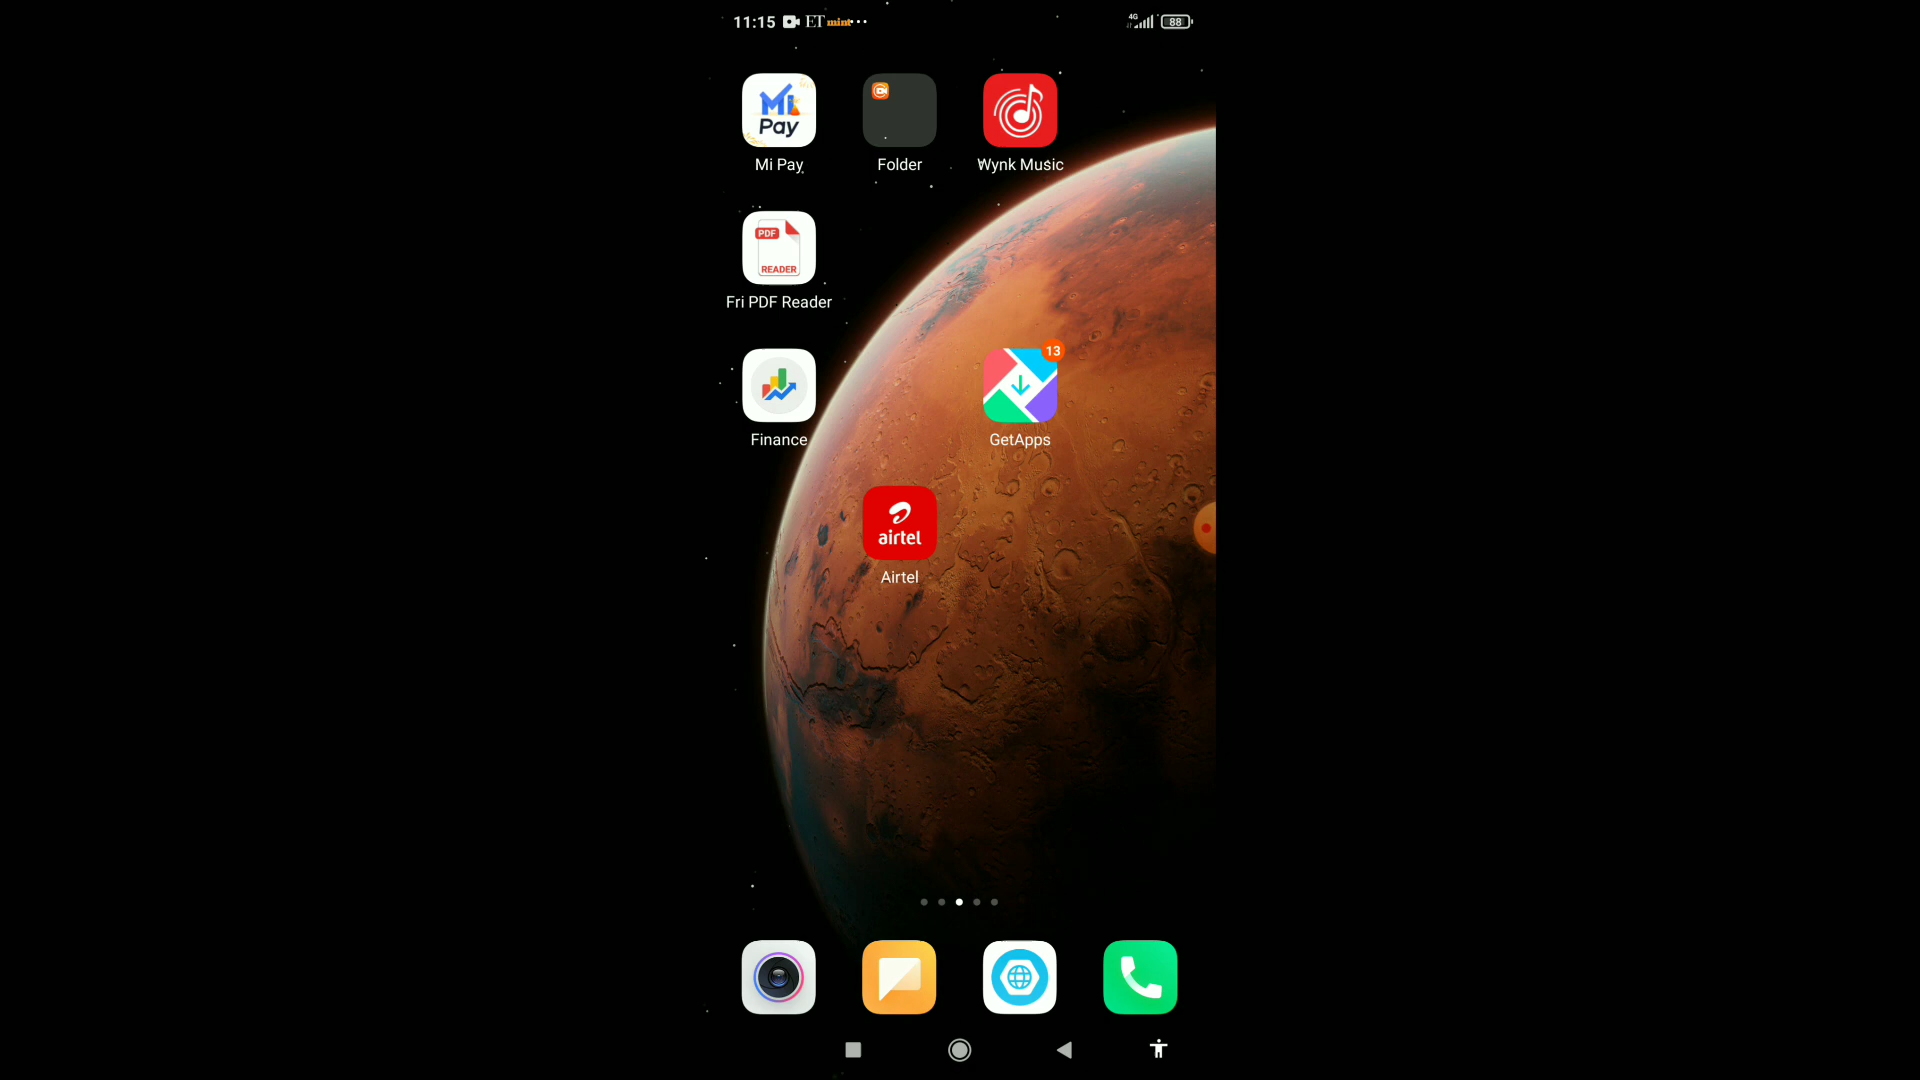 11:15 ET mint... 4G 88
Mi Pay
Mi Pay
Folder
Wynk Music
PDF
READER
Fri PDF Reader
Finance
13
GetApps
airtel
Airtel